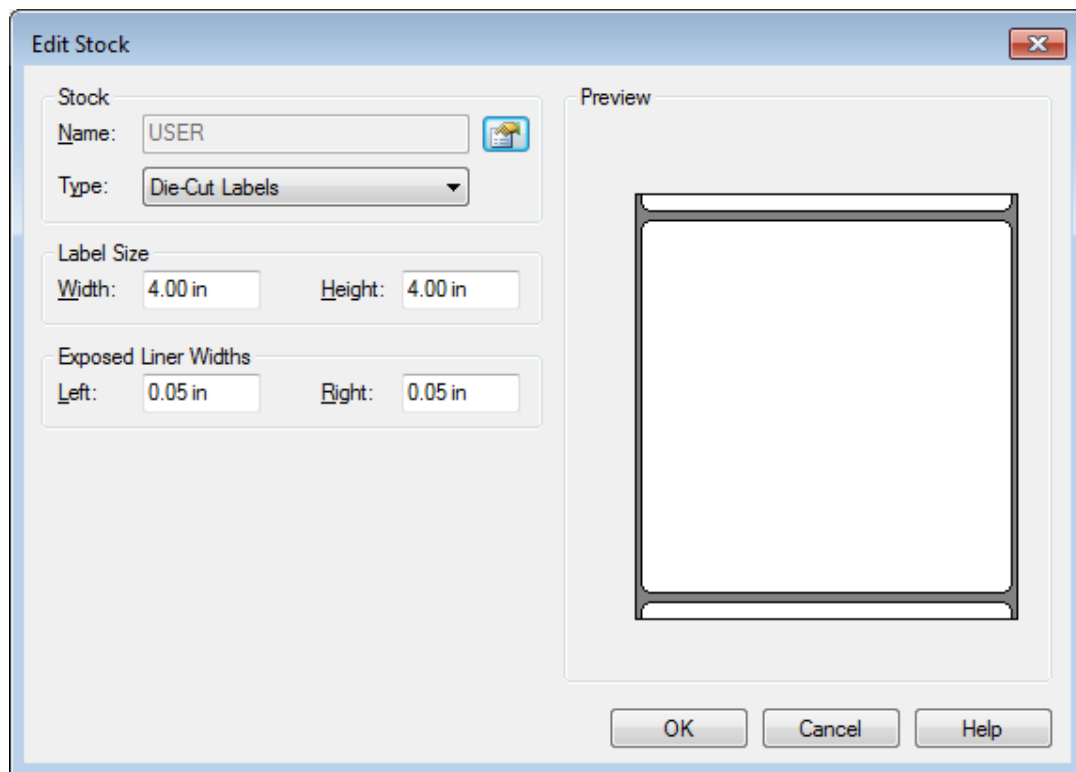 Edit Stock
Stock
Name: USER
Type: Die-Cut Labels
Label Size
Width: 4.00 in Height: 4.00 in
Exposed Liner Widths
Left: 0.05 in Right: 0.05 in
Preview
OK Cancel Help